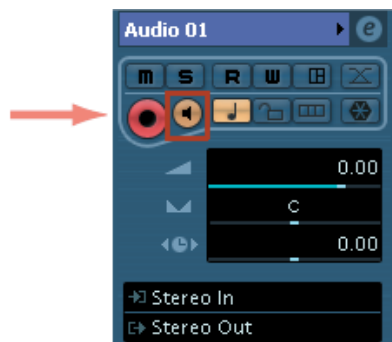 Audio 01 e
m S R W
0.00
C
0.00
Stereo In
Stereo Out